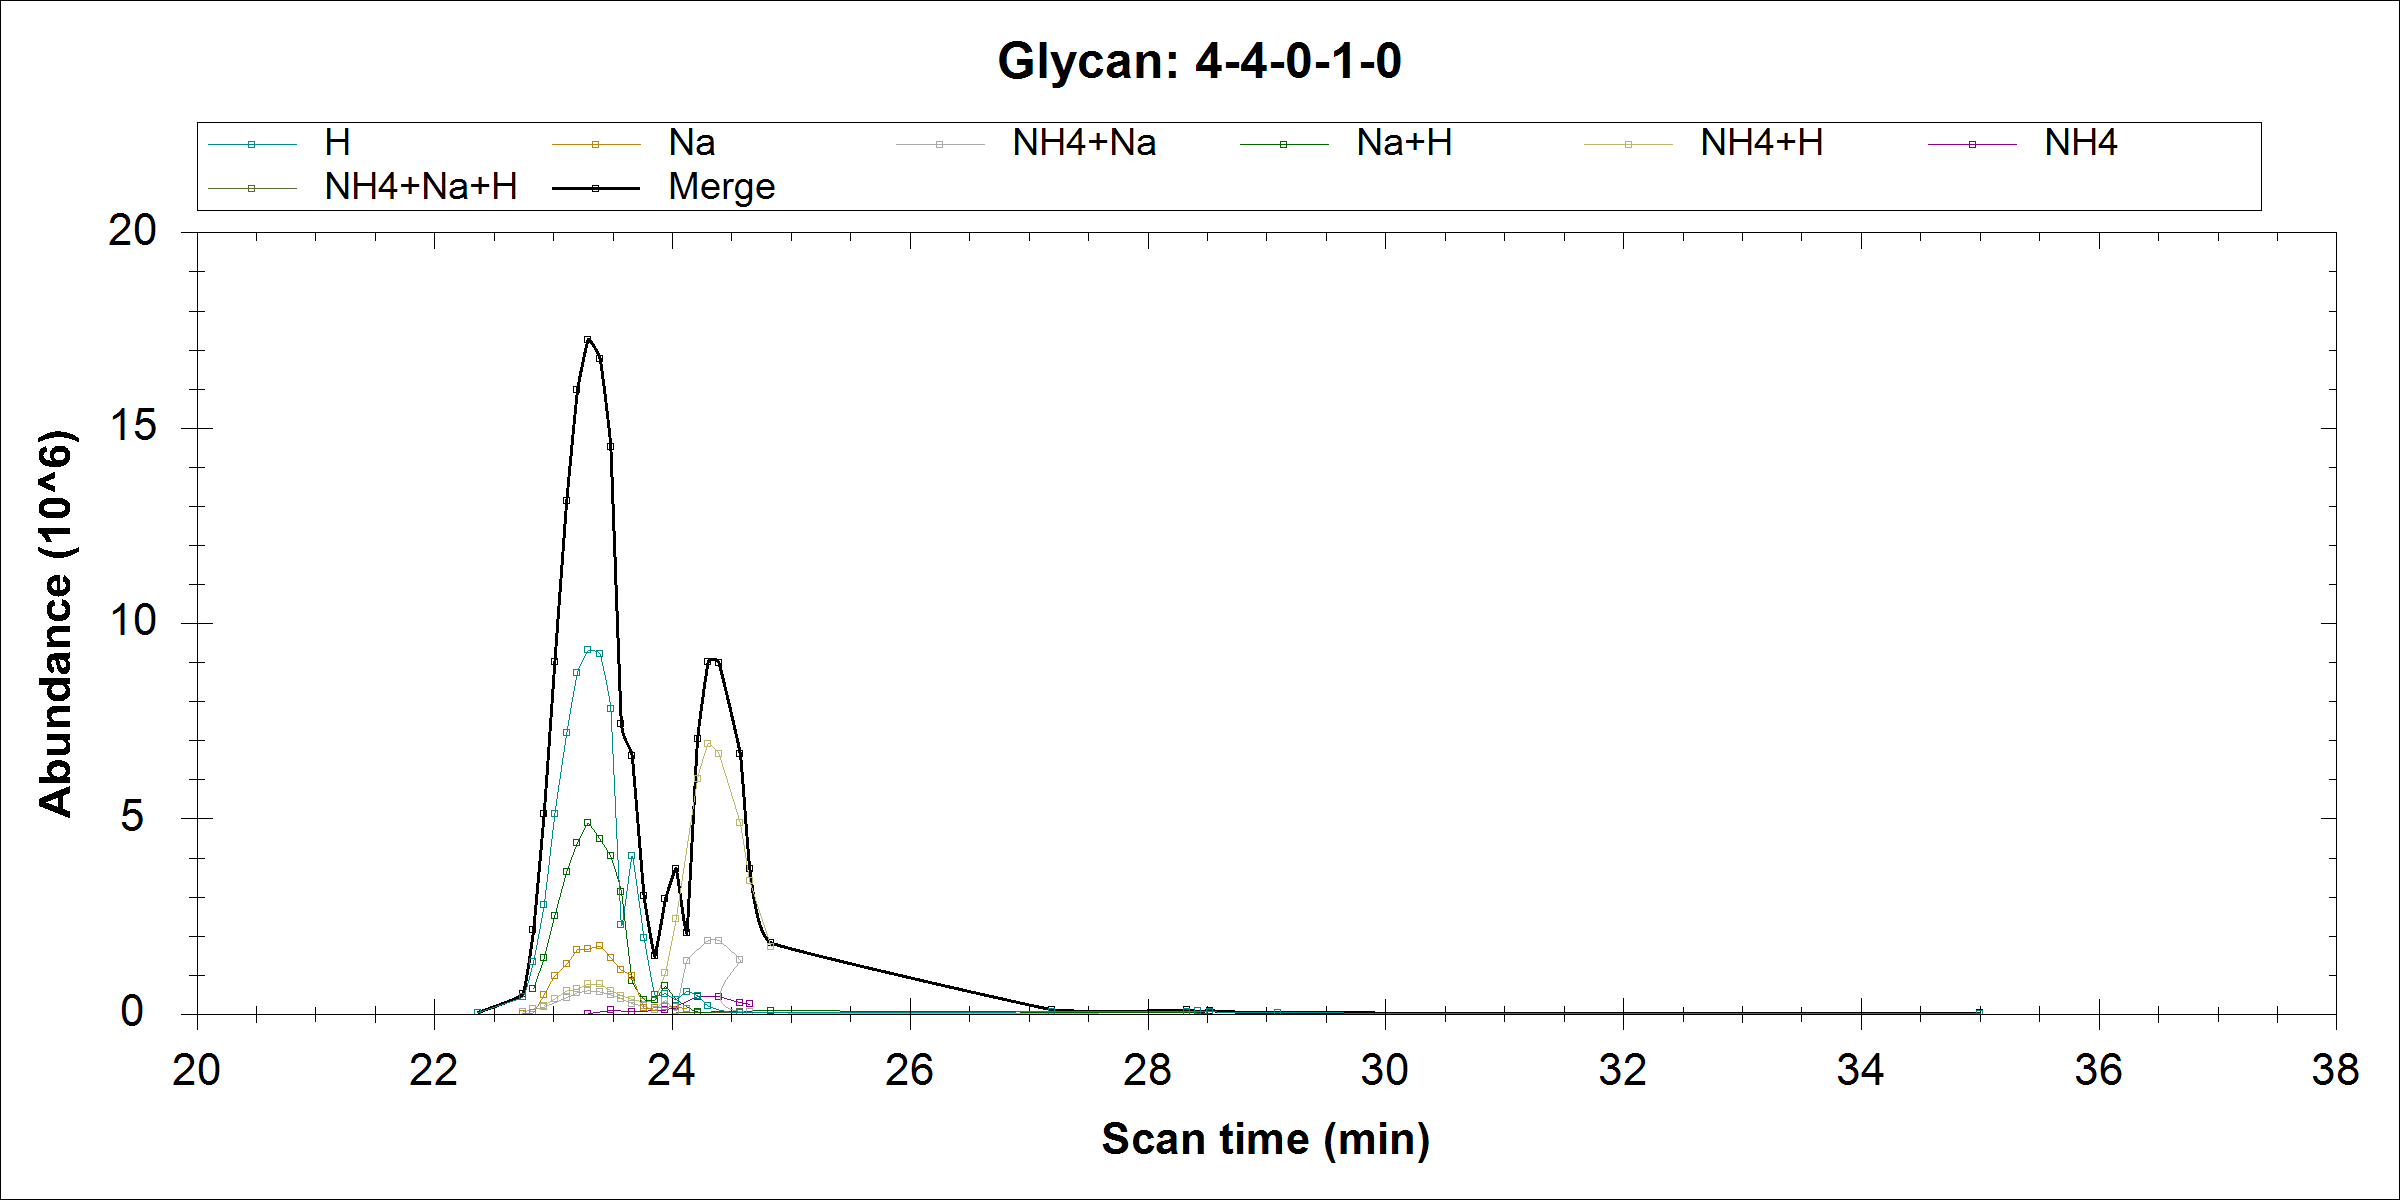 Glycan: 4-4-0-1-0
H Na NH4+Na Na+H NH4+H NH4
NH4+Na+H Merge
20
15
10
5
0
Abundance (10^6)
20 22 24 26 28 30 32 34 36 38
Scan time (min)